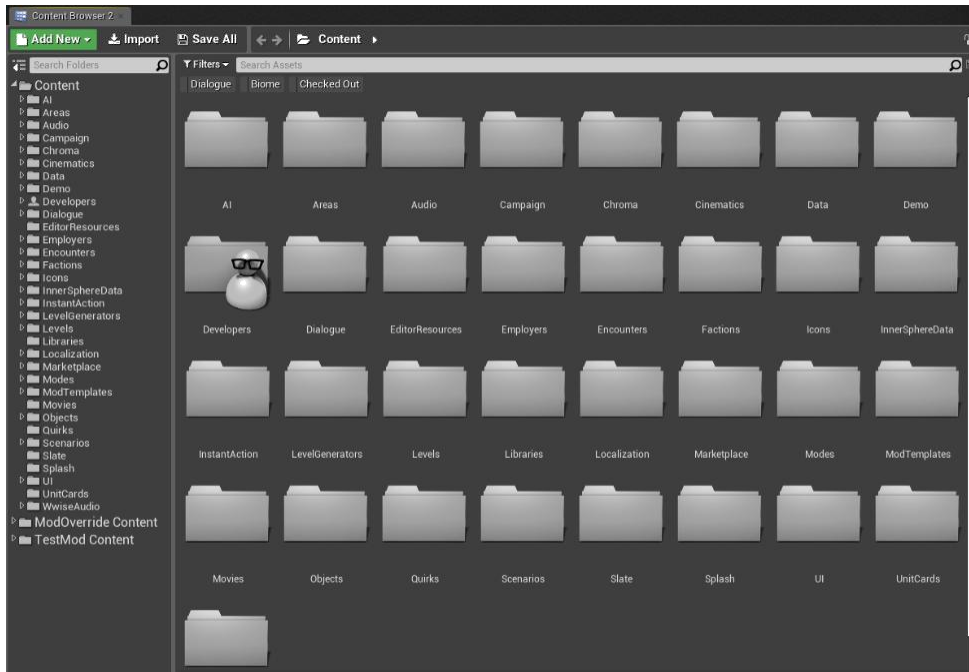 Content Browser 2
Add New Import Save All Content
Search Folders
Filters Search Assets
Dialogue Biome Checked Out
Content
AI
Areas
Audio
Campaign
Chroma
Cinematics
Data
Demo
Developers
Dialogue
EditorResources
Employers
Encounters
Factions
Icons
InnerSphereData
InstantAction
LevelGenerators
Levels
Libraries
Localization
Marketplace
Modes
ModTemplates
Movies
Objects
Quirks
Scenarios
Slate
Splash
UI
UnitCards
WwiseAudio
ModOverride Content
TestMod Content
AI Areas Audio Campaign Chroma Cinematics Data Demo
Developers Dialogue EditorResources Employers Encounters Factions Icons InnerSphereData
InstantAction LevelGenerators Levels Libraries Localization Marketplace Modes ModTemplates
Movies Objects Quirks Scenarios Slate Splash UI UnitCards